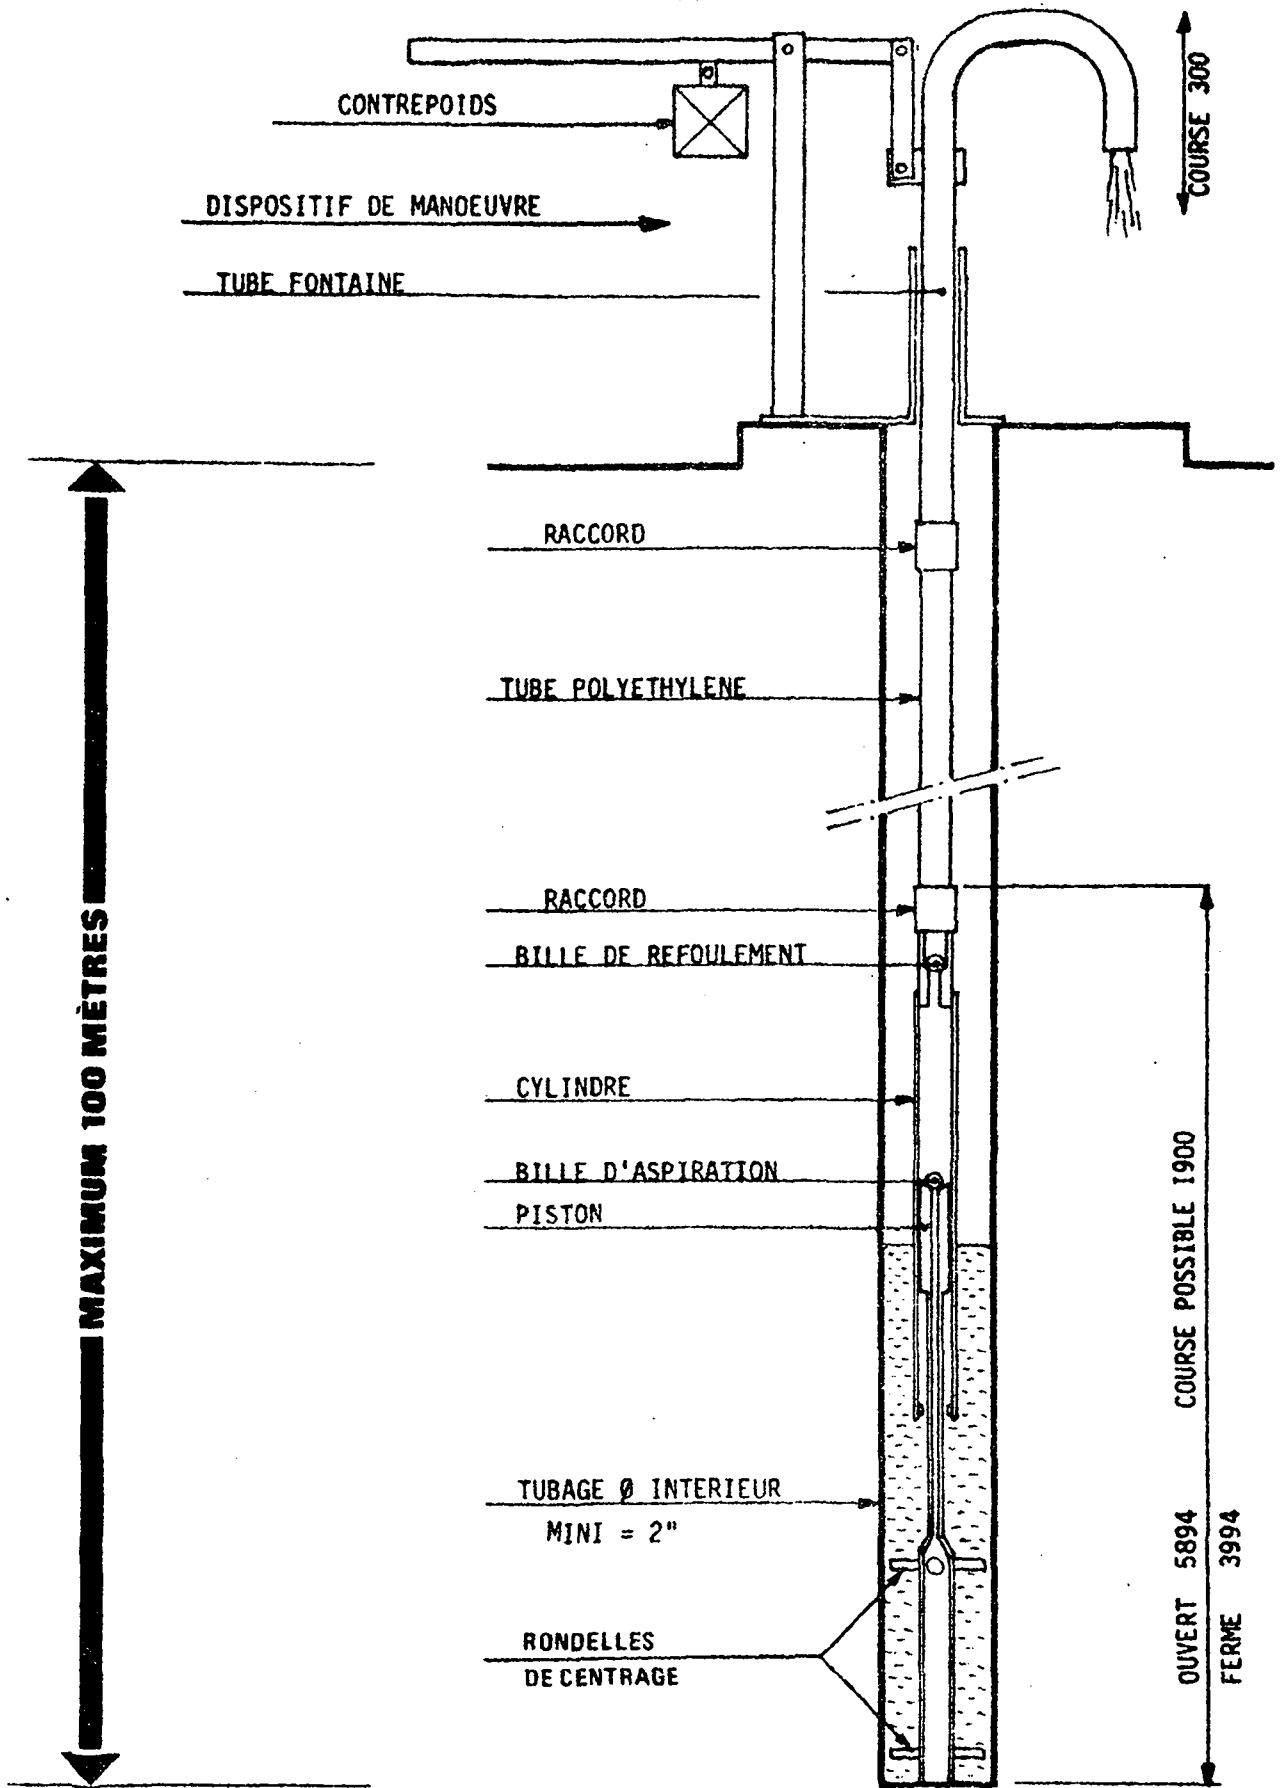 COURSE 300
CONTREPOIDS
DISPOSITIF DE MANOEUVRE
TUBE FONTAINE
RACCORD
TUBE POLYETHYLENE
MAXIMUM 100 MÈTRES
RACCORD
BILLE DE REFOULEMENT
CYLINDRE
BILLE D'ASPIRATION
PISTON
TUBAGE Ø INTERIEUR
MINI = 2"
RONDELLES
DE CENTRAGE
OUVERT 5894 COURSE POSSIBLE I900
FERME 3994